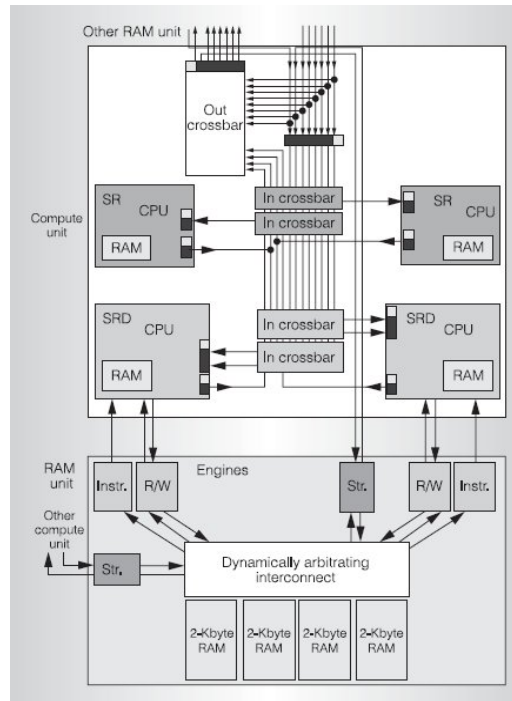 Other RAM unit
Out
crossbar
In crossbar
In crossbar
SR
CPU
RAM
SR
CPU
RAM
Compute
unit
In crossbar
In crossbar
SRD
CPU
RAM
SRD
CPU
RAM
RAM
unit
Engines
Instr.
R/W
Str.
R/W
Instr.
Other
compute
unit
Str.
Dynamically arbitrating
interconnect
2-Kbyte
RAM
2-Kbyte
RAM
2-Kbyte
RAM
2-Kbyte
RAM